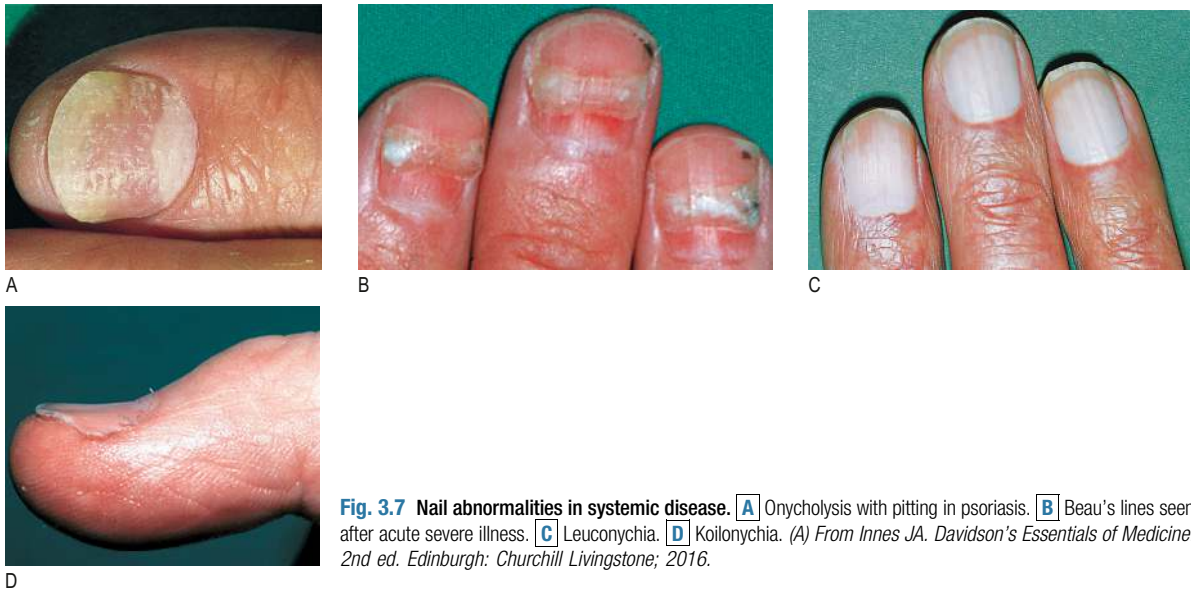 A
B
C
D
Fig. 3.7 Nail abnormalities in systemic disease. A Onycholysis with pitting in psoriasis. B Beau's lines seen
after acute severe illness. C Leuconychia. D Koilonychia. (A) From Innes JA. Davidson's Essentials of Medicine
2nd ed. Edinburgh: Churchill Livingstone; 2016.